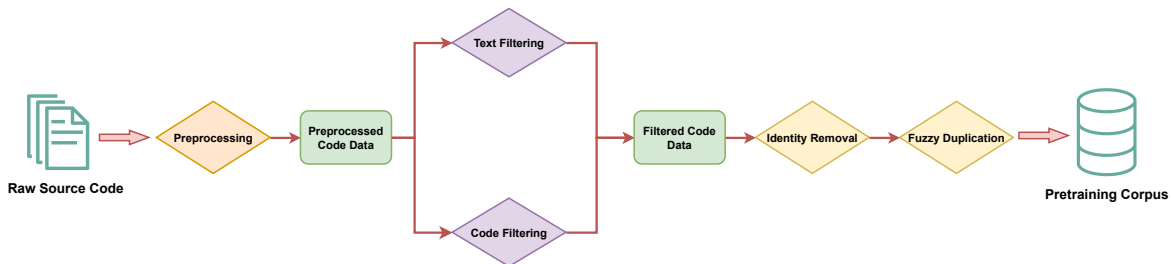 Raw Source Code
Preprocessing
Preprocessed
Code Data
Text Filtering
Code Filtering
Filtered Code
Data
Identity Removal
Fuzzy Duplication
Pretraining Corpus